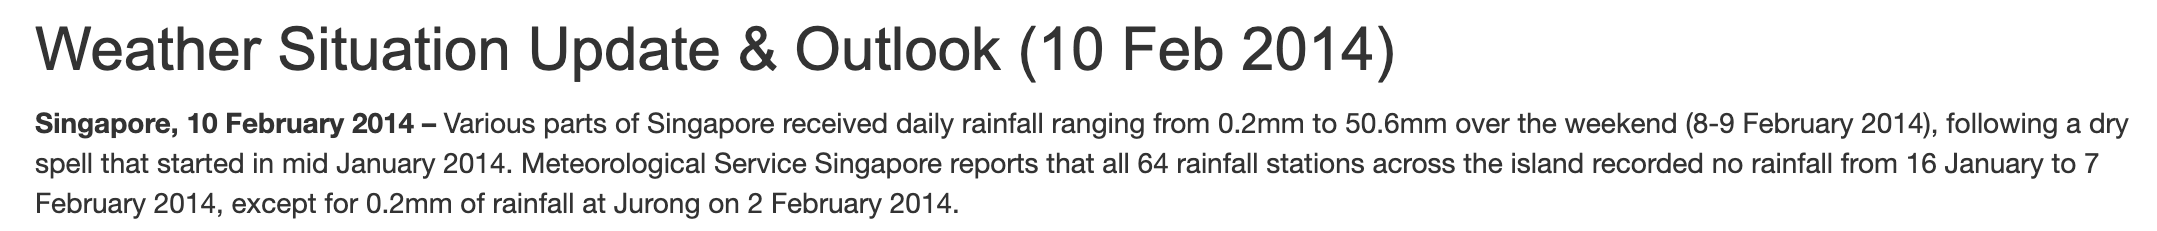 Weather Situation Update & Outlook (10 Feb 2014)
Singapore, 10 February 2014 – Various parts of Singapore received daily rainfall ranging from 0.2mm to 50.6mm over the weekend (8-9 February 2014), following a dry
spell that started in mid January 2014. Meteorological Service Singapore reports that all 64 rainfall stations across the island recorded no rainfall from 16 January to 7
February 2014, except for 0.2mm of rainfall at Jurong on 2 February 2014.